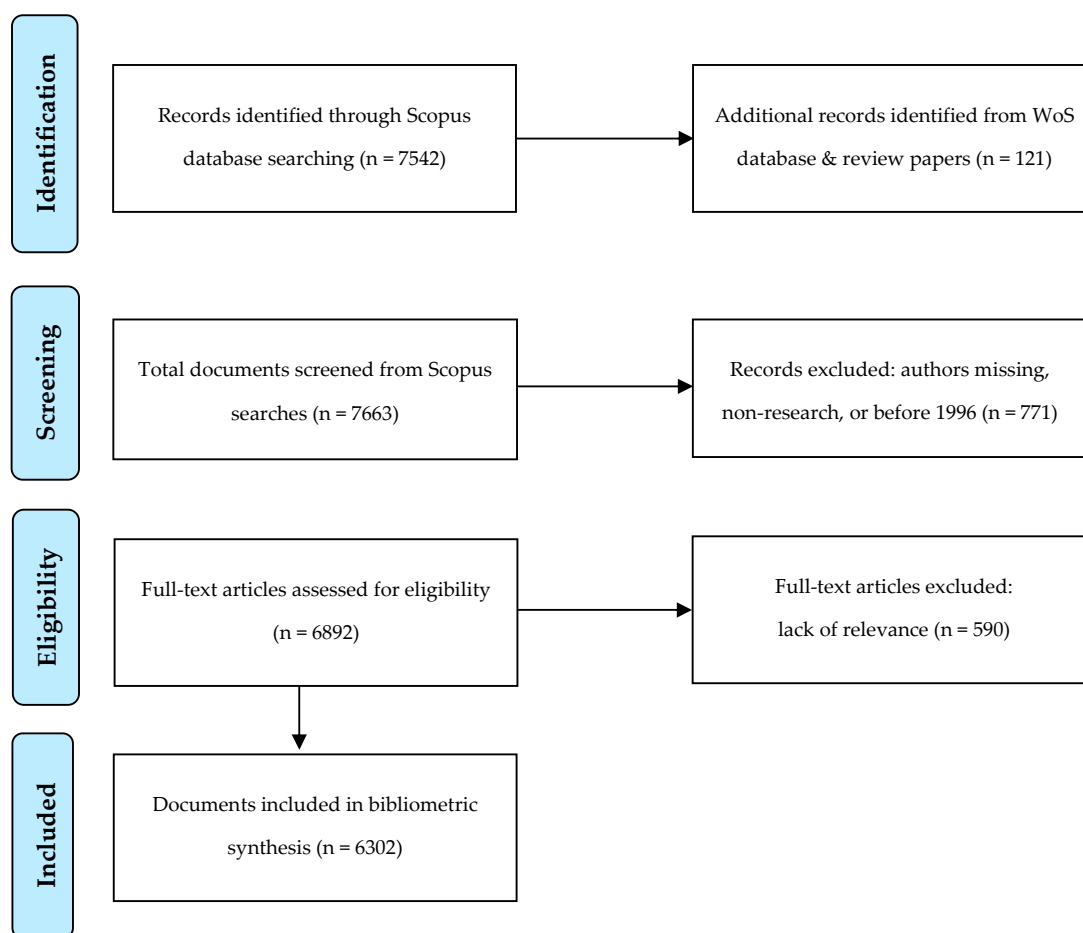 Identification
Records identified through Scopus
database searching (n = 7542)
Additional records identified from WoS
database & review papers (n = 121)
Screening
Total documents screened from Scopus
searches (n = 7663)
Records excluded: authors missing,
non-research, or before 1996 (n = 771)
Eligibility
Full-text articles assessed for eligibility
(n = 6892)
Full-text articles excluded:
lack of relevance (n = 590)
Included
Documents included in bibliometric
synthesis (n = 6302)